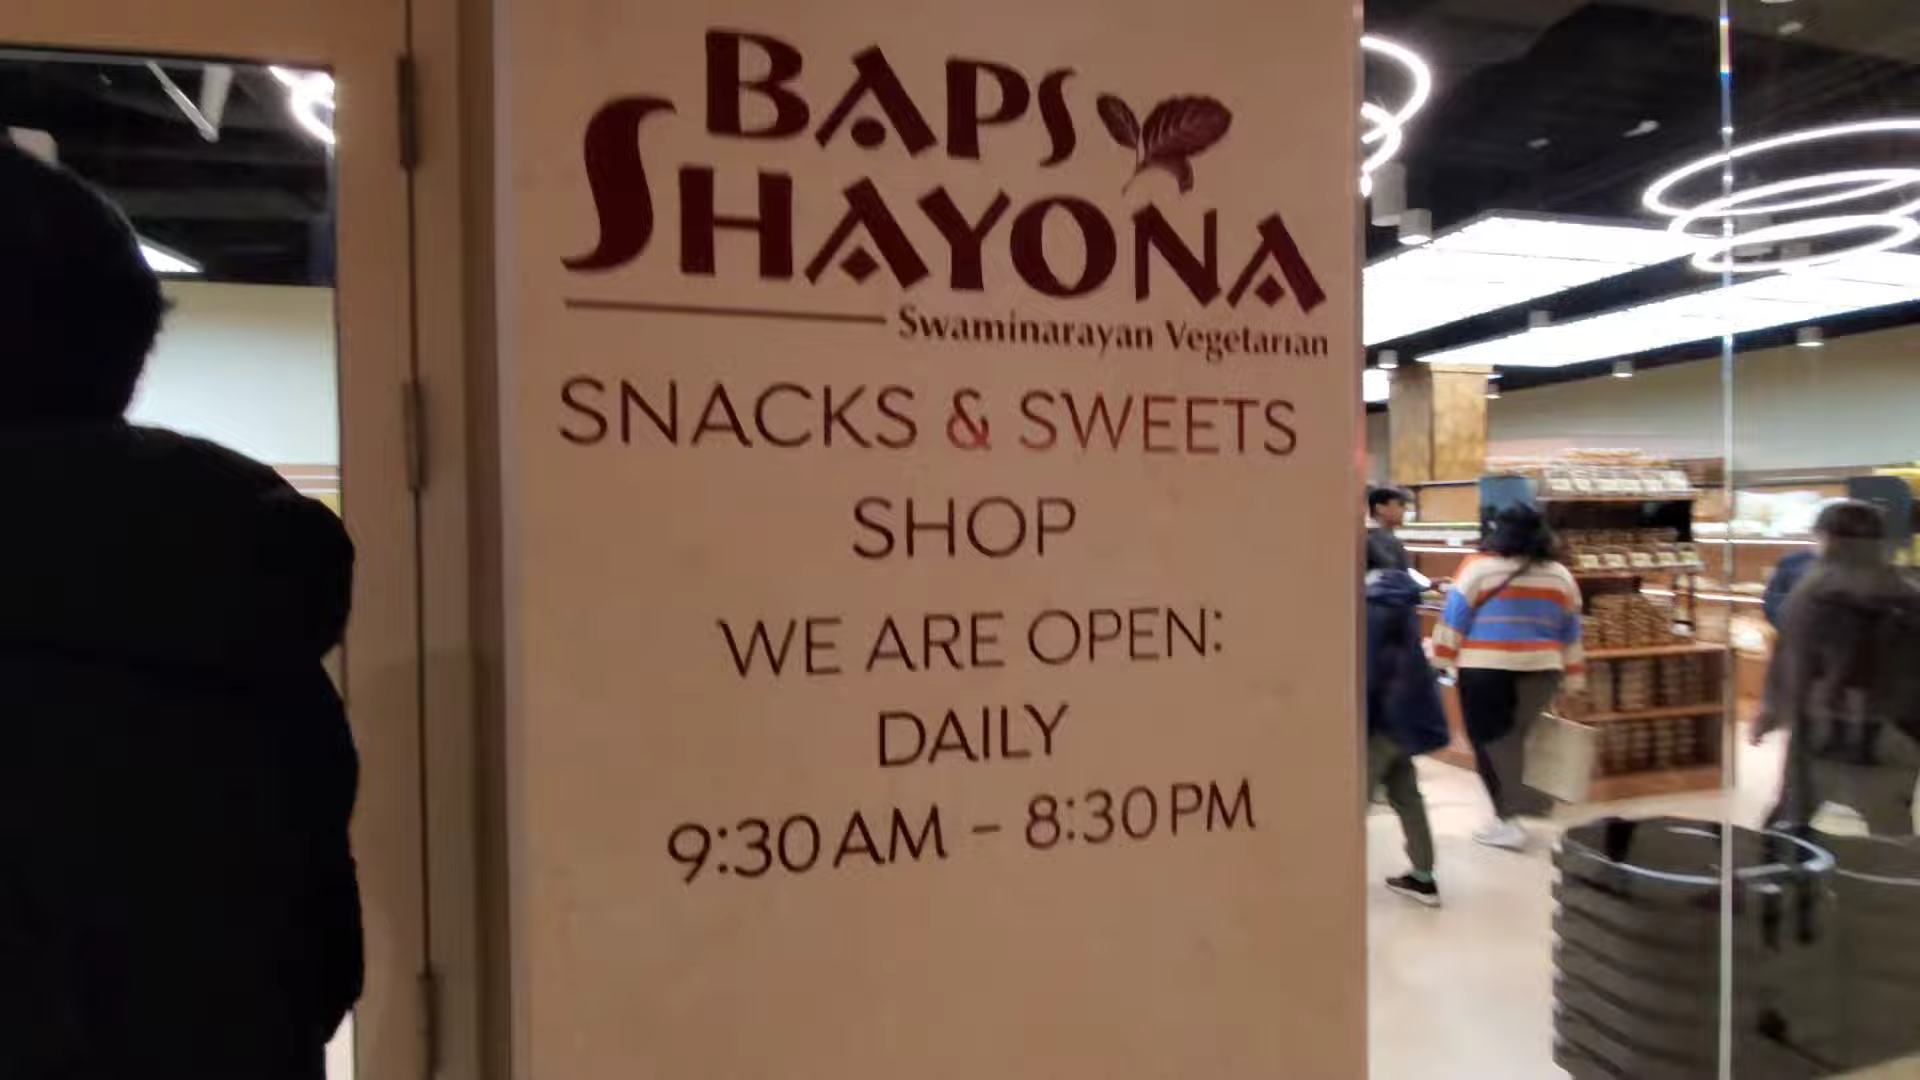 BAPS
SHAYONA
Swaminarayan Vegetarian
SNACKS & SWEETS
SHOP
WE ARE OPEN:
DAILY
9:30 AM - 8:30 PM